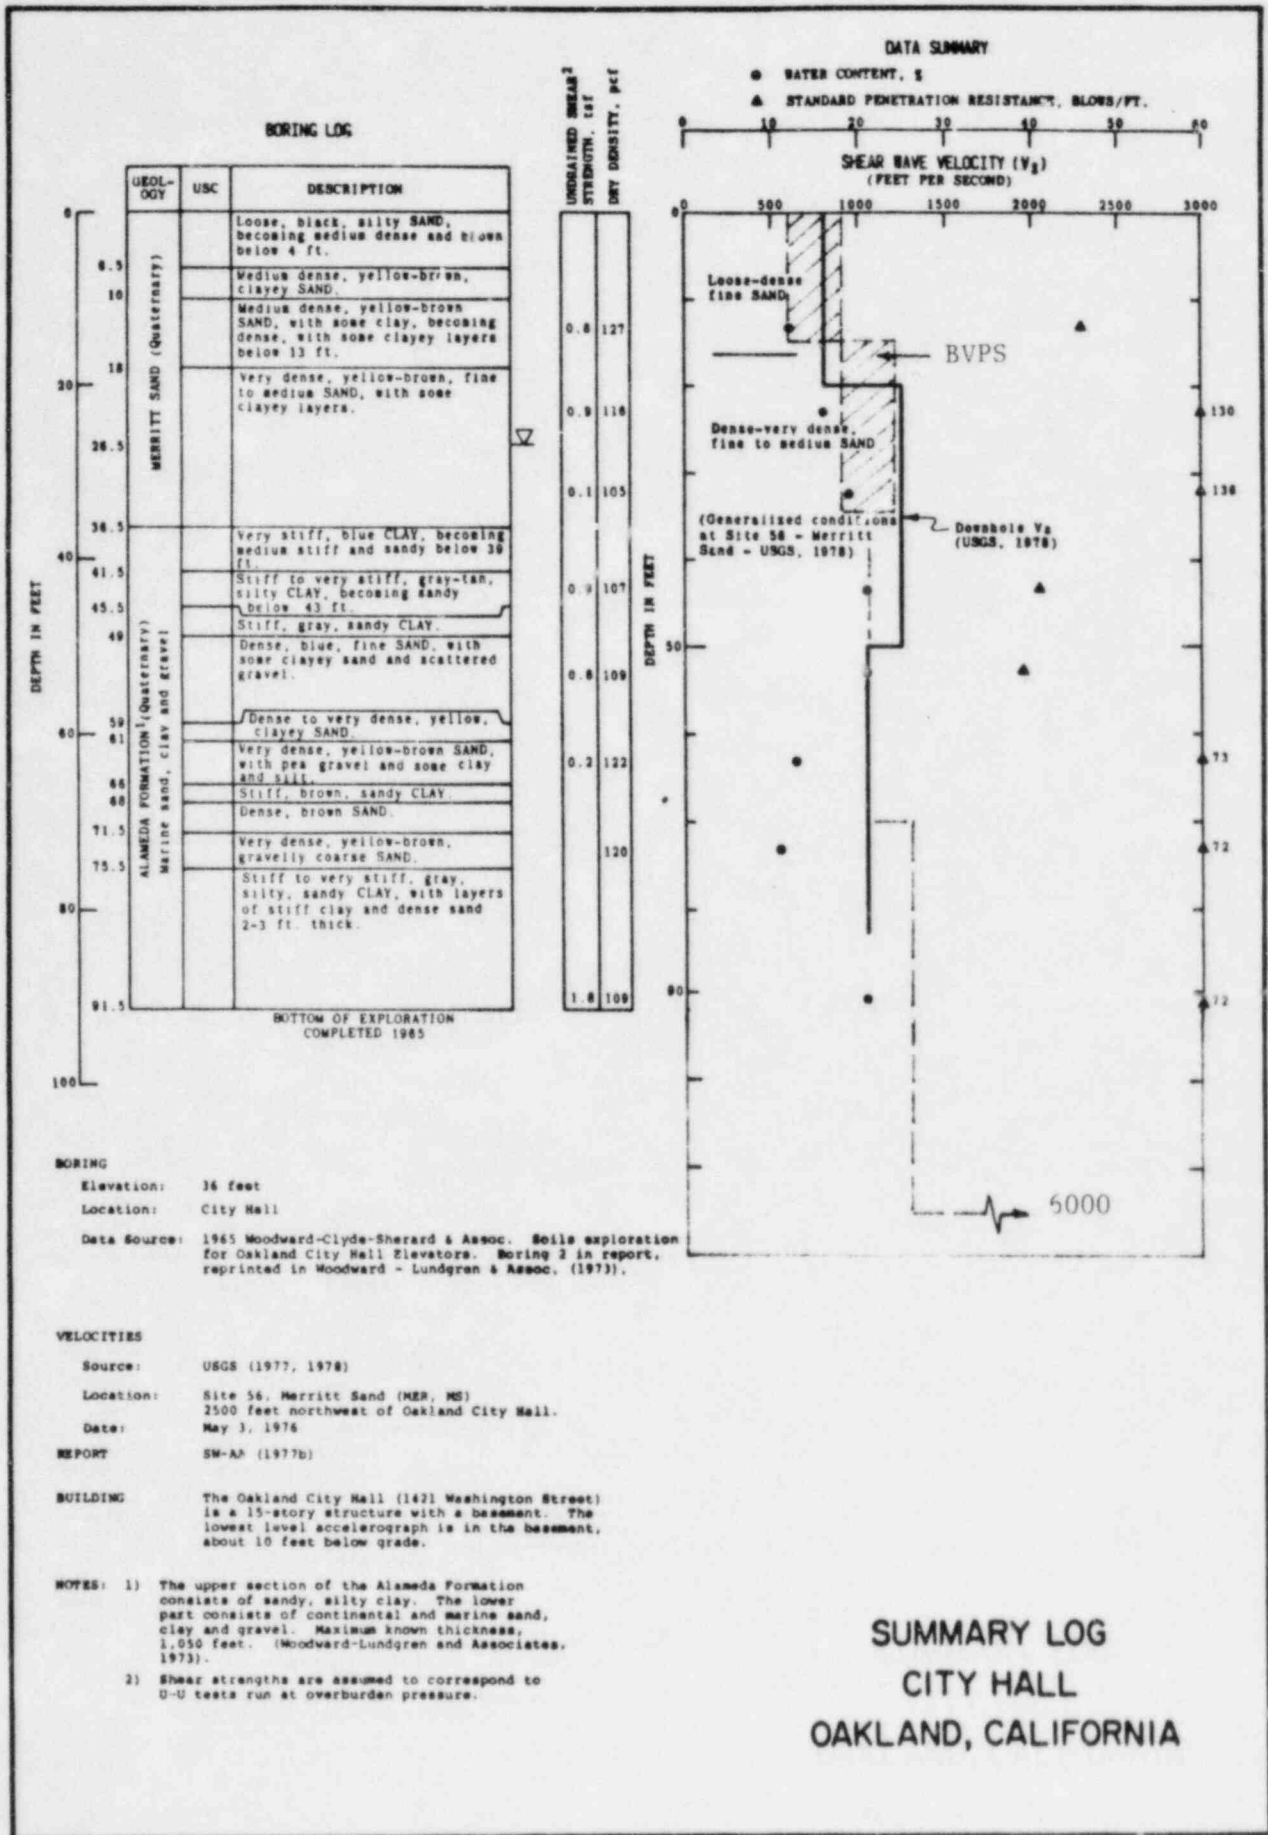 DATA SUMMARY
● WATER CONTENT, %
▲ STANDARD PENETRATION RESISTANCE, BLOWS/FT.
0 10 20 30 40 60
SHEAR WAVE VELOCITY (Vs)
(FEET PER SECOND)
0 500 1000 1500 2000 2500 3000
BORING LOG
UNDRAINED SHEAR²
STRENGTH, tsf
DRY DENSITY, pcf
GEOL-
OGY
USC
DESCRIPTION
0
Loose, black, silty SAND,
becoming medium dense and brown
below 4 ft.
6.5
Medium dense, yellow-brown,
clayey SAND.
10
Medium dense, yellow-brown
SAND, with some clay, becoming
dense, with some clayey layers
below 13 ft.
18
Very dense, yellow-brown, fine
to medium SAND, with some
clayey layers.
20
26.5
MERRITT SAND (Quaternary)
36.5
Very stiff, blue CLAY, becoming
medium stiff and sandy below 39
ft.
40
41.5
Stiff to very stiff, gray-tan,
silty CLAY, becoming sandy
below 43 ft.
45.5
Stiff, gray, sandy CLAY.
49
Dense, blue, fine SAND, with
some clayey sand and scattered
gravel.
59
Dense to very dense, yellow,
clayey SAND.
60
61
Very dense, yellow-brown SAND,
with pea gravel and some clay
and silt.
66
Stiff, brown, sandy CLAY.
68
Dense, brown SAND.
71.5
Very dense, yellow-brown,
gravelly coarse SAND.
75.5
Stiff to very stiff, gray,
silty, sandy CLAY, with layers
of stiff clay and dense sand
2-3 ft. thick.
80
91.5
BOTTOM OF EXPLORATION
COMPLETED 1965
100
DEPTH IN FEET
ALAMEDA FORMATION¹ (Quaternary)
Marine sand, clay and gravel
0.8 127
0.9 116
0.1 105
0.9 107
0.8 109
0.2 122
120
1.8 109
DEPTH IN FEET
0
50
90
Loose-dense
fine SAND
BVPS
130
Dense-very dense,
fine to medium SAND
136
(Generalized conditions
at Site 56 - Merritt
Sand - USGS, 1978)
Downhole Vs
(USGS, 1978)
73
72
72
5000
BORING
Elevation: 36 feet
Location: City Hall
Data Source: 1965 Woodward-Clyde-Sherard & Assoc. Soils exploration
for Oakland City Hall Elevators. Boring 2 in report,
reprinted in Woodward - Lundgren & Assoc. (1973).
VELOCITIES
Source: USGS (1977, 1978)
Location: Site 56, Merritt Sand (MER, MS)
2500 feet northwest of Oakland City Hall.
Date: May 3, 1976
REPORT SW-AA (1977b)
BUILDING The Oakland City Hall (1421 Washington Street)
is a 15-story structure with a basement. The
lowest level accelerograph is in the basement,
about 10 feet below grade.
NOTES: 1) The upper section of the Alameda Formation
consists of sandy, silty clay. The lower
part consists of continental and marine sand,
clay and gravel. Maximum known thickness,
1,050 feet. (Woodward-Lundgren and Associates,
1973).
2) Shear strengths are assumed to correspond to
U-U tests run at overburden pressure.
SUMMARY LOG
CITY HALL
OAKLAND, CALIFORNIA